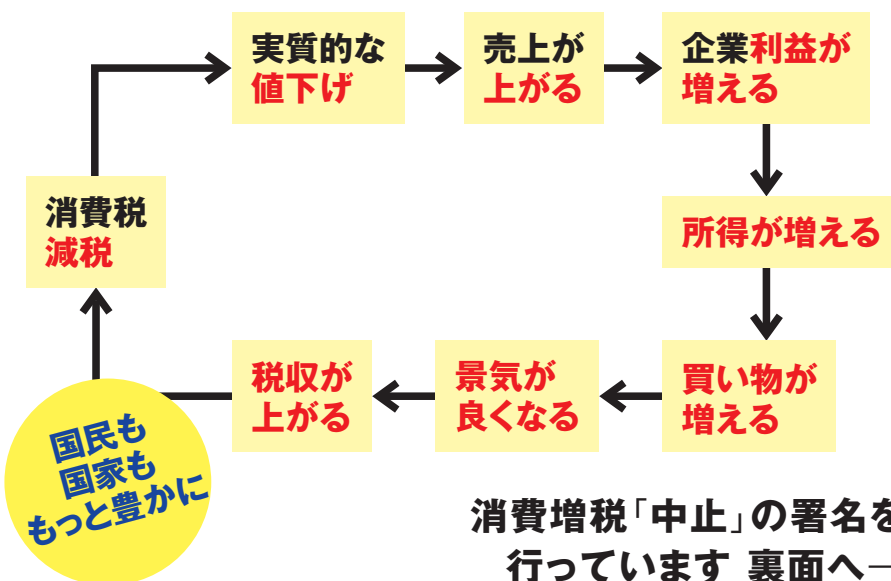 実質的な
値下げ
売上が
上がる
企業利益が
増える
消費税
減税
所得が増える
税収が
上がる
景気が
良くなる
買い物が
増える
国民も
国家も
もっと豊かに
消費増税「中止」の署名を
行っています 裏面へ